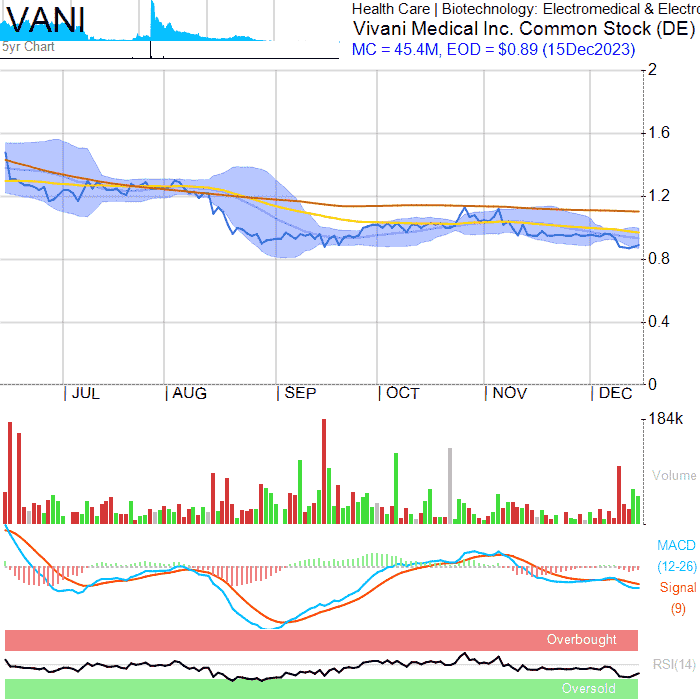 VANI
5yr Chart
Health Care | Biotechnology: Electromedical & Electro
Vivani Medical Inc. Common Stock (DE)
MC = 45.4M, EOD = $0.89 (15Dec2023)
2
1.6
1.2
0.8
0.4
0
JUL AUG SEP OCT NOV DEC
184k
Volume
MACD
(12-26)
Signal
(9)
Overbought
RSI(14)
Oversold